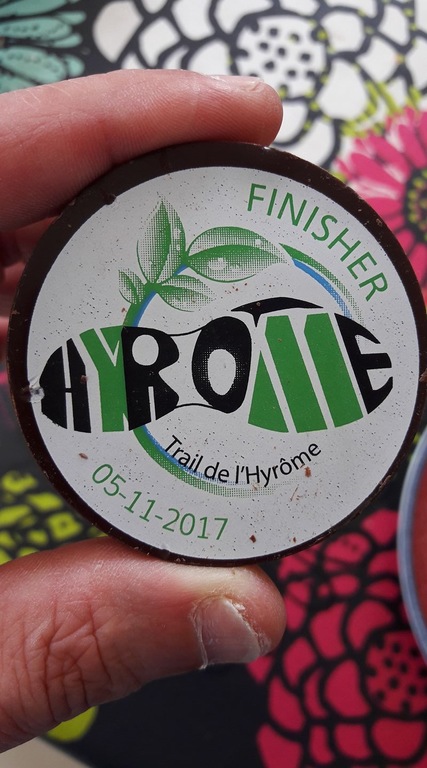 FINISHER
HYROME
Trail de l'Hyrôme
05-11-2017